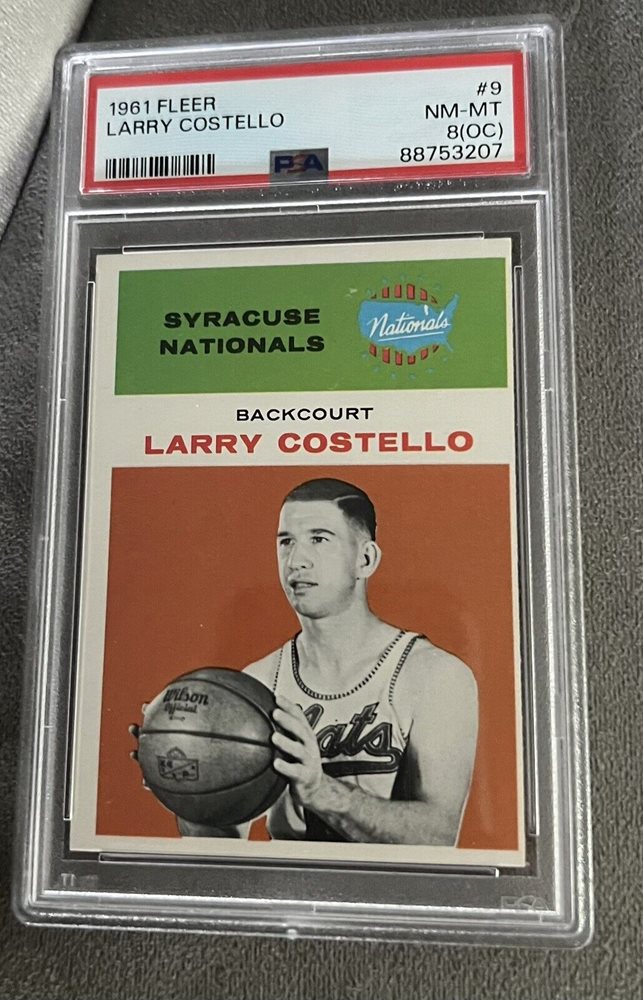 1961 FLEER
LARRY COSTELLO
#9
NM-MT
8(OC)
88753207
PSA
SYRACUSE
NATIONALS
Nationals
BACKCOURT
LARRY COSTELLO
Wilson
Official
Nats